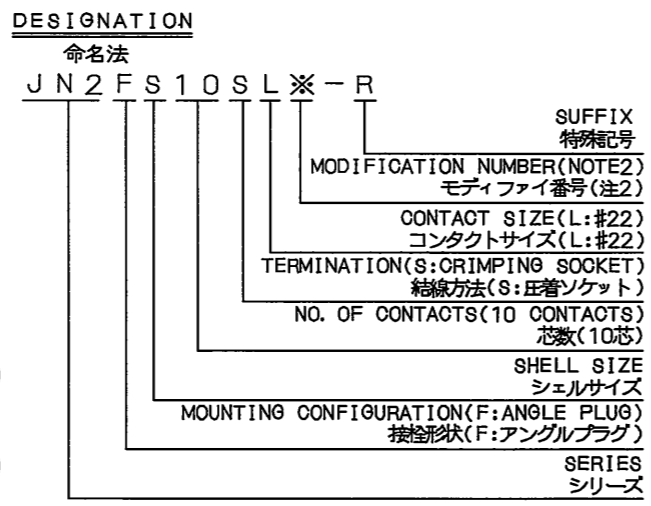 DESIGNATION
命名法
JN2FS10SL※-R
SUFFIX
特殊記号
MODIFICATION NUMBER(NOTE2)
モディファイ番号(注2)
CONTACT SIZE(L:#22)
コンタクトサイズ(L:#22)
TERMINATION(S:CRIMPING SOCKET)
結線方法(S:圧着ソケット)
NO. OF CONTACTS(10 CONTACTS)
芯数(10芯)
SHELL SIZE
シェルサイズ
MOUNTING CONFIGURATION(F:ANGLE PLUG)
接栓形状(F:アングルプラグ)
SERIES
シリーズ